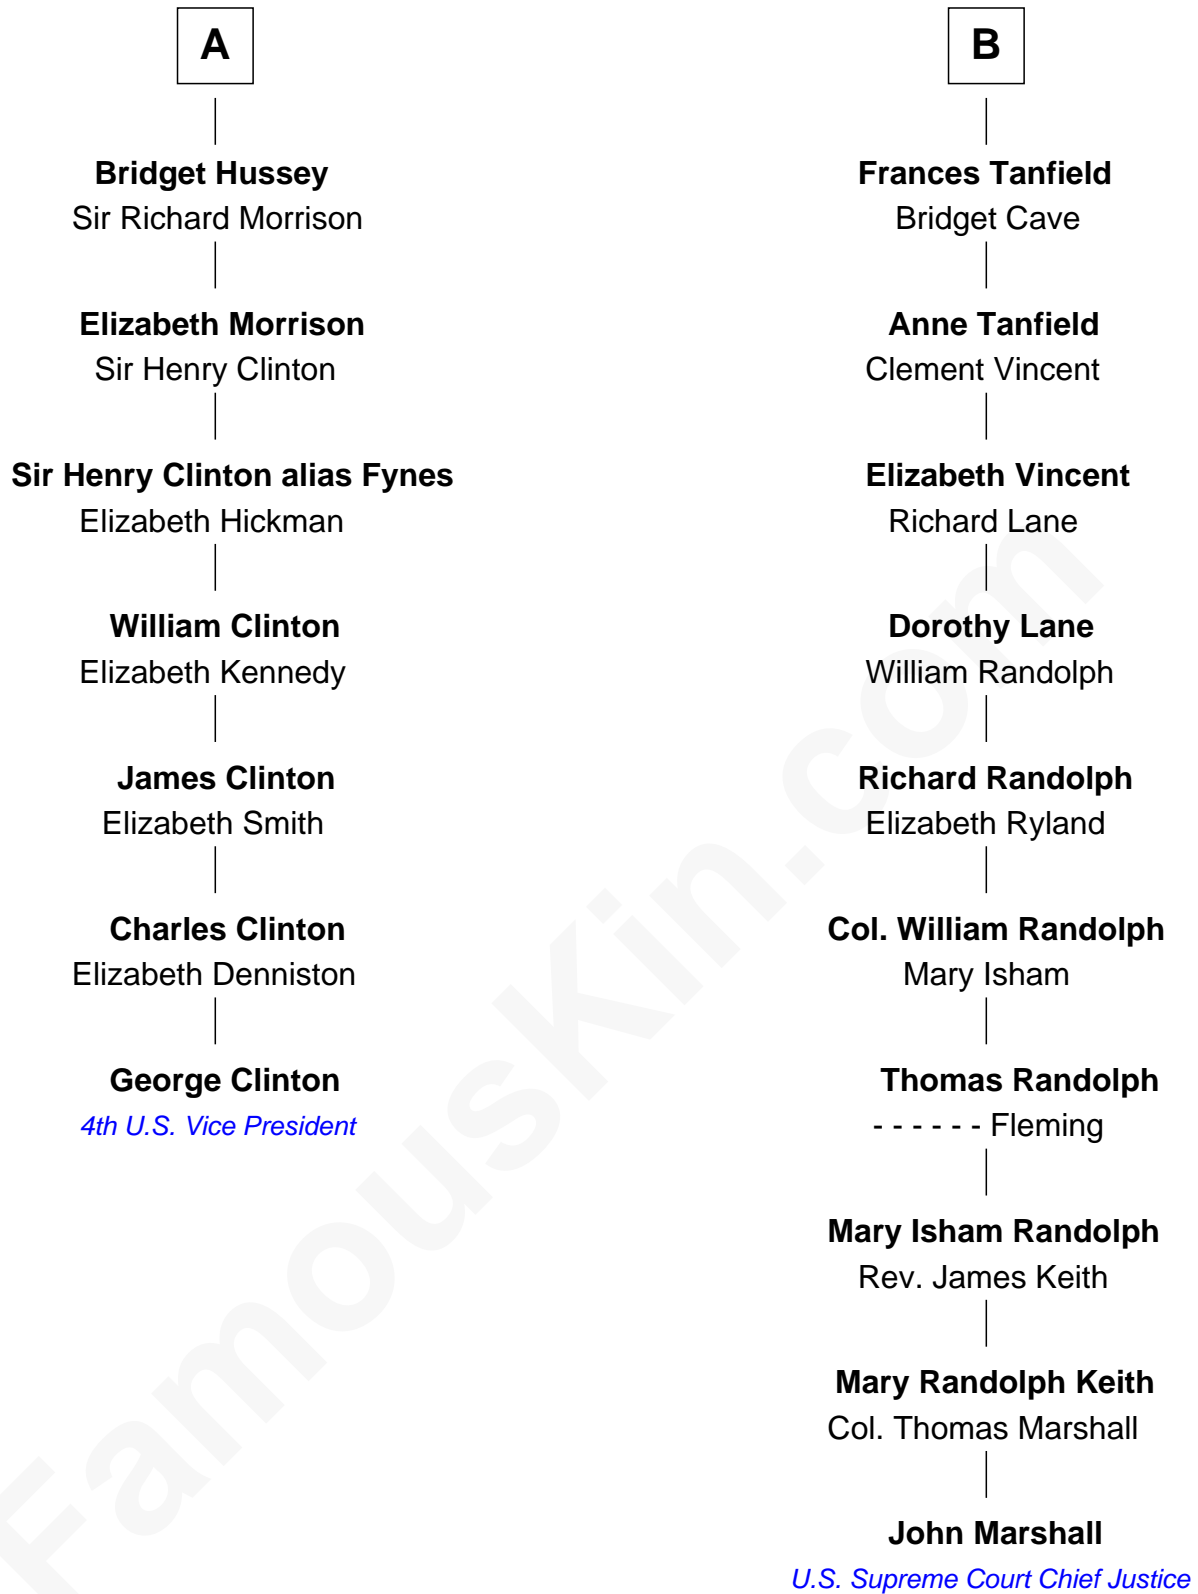 A
Bridget Hussey
Sir Richard Morrison
Elizabeth Morrison
Sir Henry Clinton
Sir Henry Clinton alias Fynes
Elizabeth Hickman
William Clinton
Elizabeth Kennedy
James Clinton
Elizabeth Smith
Charles Clinton
Elizabeth Denniston
George Clinton
4th U.S. Vice President
B
Frances Tanfield
Bridget Cave
Anne Tanfield
Clement Vincent
Elizabeth Vincent
Richard Lane
Dorothy Lane
William Randolph
Richard Randolph
Elizabeth Ryland
Col. William Randolph
Mary Isham
Thomas Randolph
- - - - - - Fleming
Mary Isham Randolph
Rev. James Keith
Mary Randolph Keith
Col. Thomas Marshall
John Marshall
U.S. Supreme Court Chief Justice
FamousKin.com